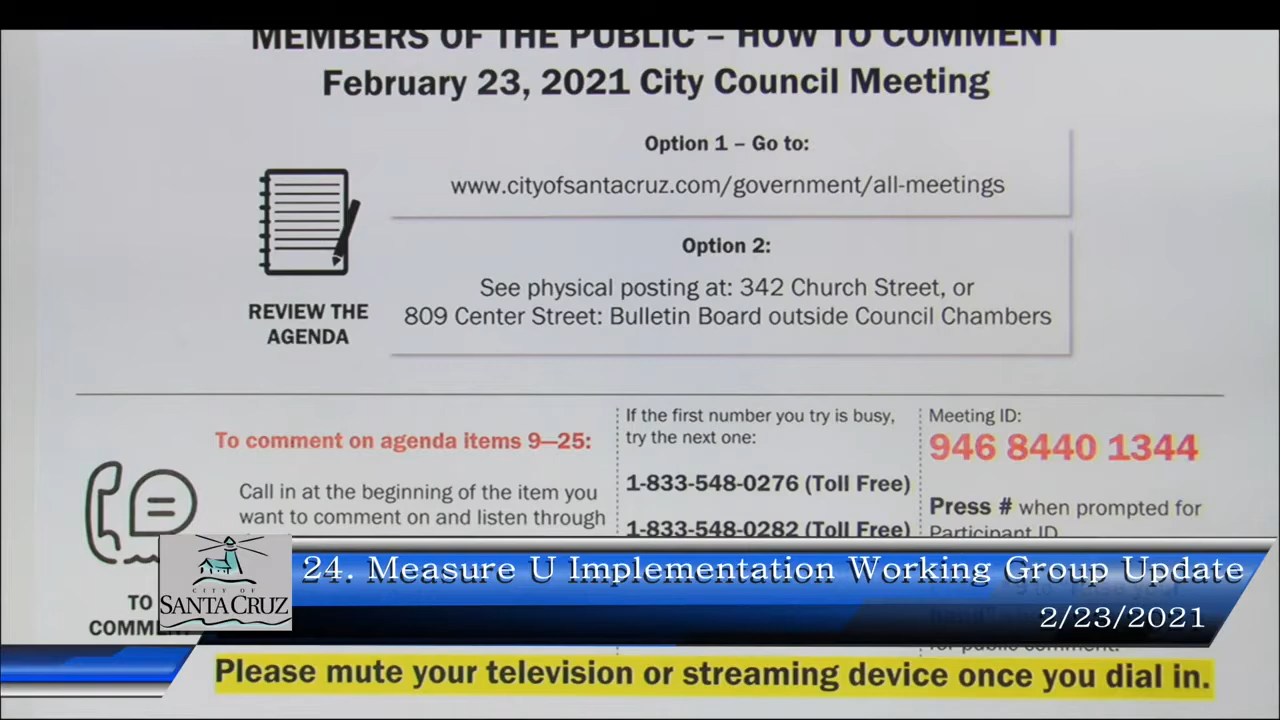 MEMBERS OF THE PUBLIC – HOW TO COMMENT
February 23, 2021 City Council Meeting
Option 1 – Go to:
www.cityofsantacruz.com/government/all-meetings
Option 2:
See physical posting at: 342 Church Street, or
809 Center Street: Bulletin Board outside Council Chambers
REVIEW THE
AGENDA
To comment on agenda items 9—25:
Call in at the beginning of the item you
want to comment on and listen through
If the first number you try is busy,
try the next one:
1-833-548-0276 (Toll Free)
1-833-548-0282 (Toll Free)
Meeting ID:
946 8440 1344
Press # when prompted for
Participant ID
TO
COMMENT
CITY OF
SANTA CRUZ
24. Measure U Implementation Working Group Update
2/23/2021
for public comment.
Please mute your television or streaming device once you dial in.